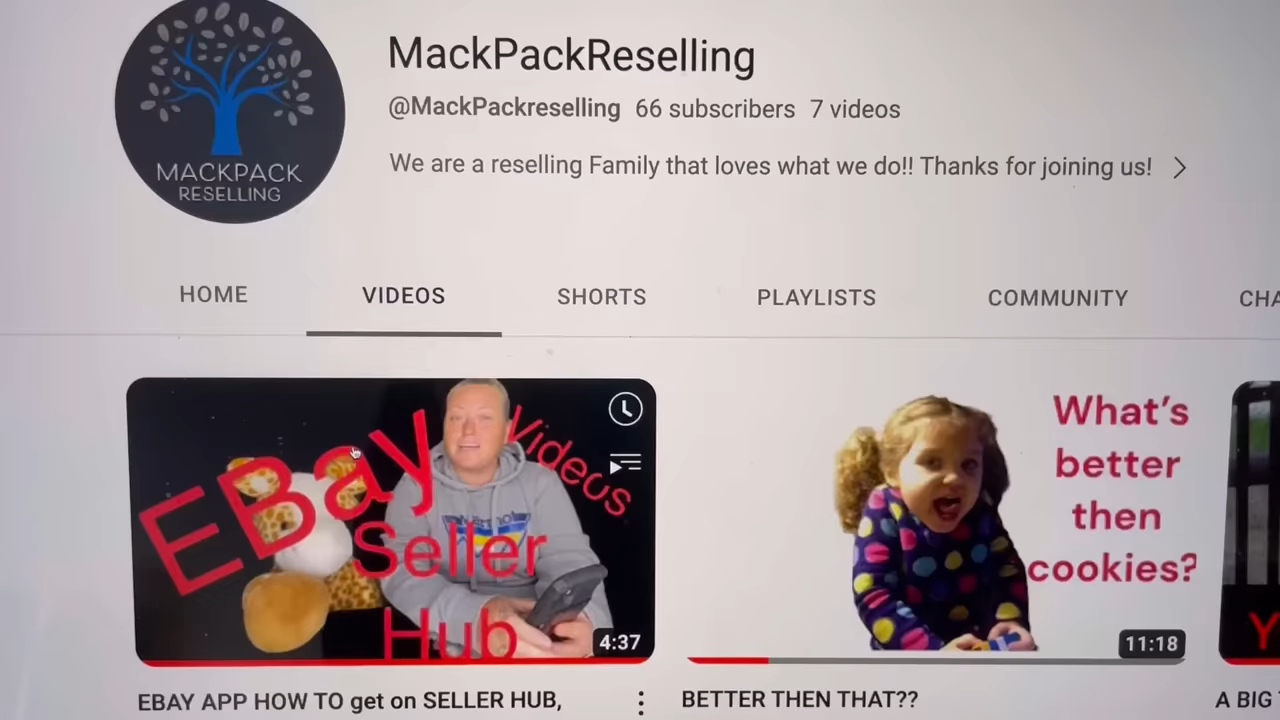 MackPackReselling
@MackPackreselling 66 subscribers 7 videos
We are a reselling Family that loves what we do!! Thanks for joining us!
MACKPACK
RESELLING
HOME VIDEOS SHORTS PLAYLISTS COMMUNITY CHA
EBay
Seller
Hub
Videos
4:37
What's
better
then
cookies?
11:18
Y
EBAY APP HOW TO get on SELLER HUB,
BETTER THEN THAT??
A BIG